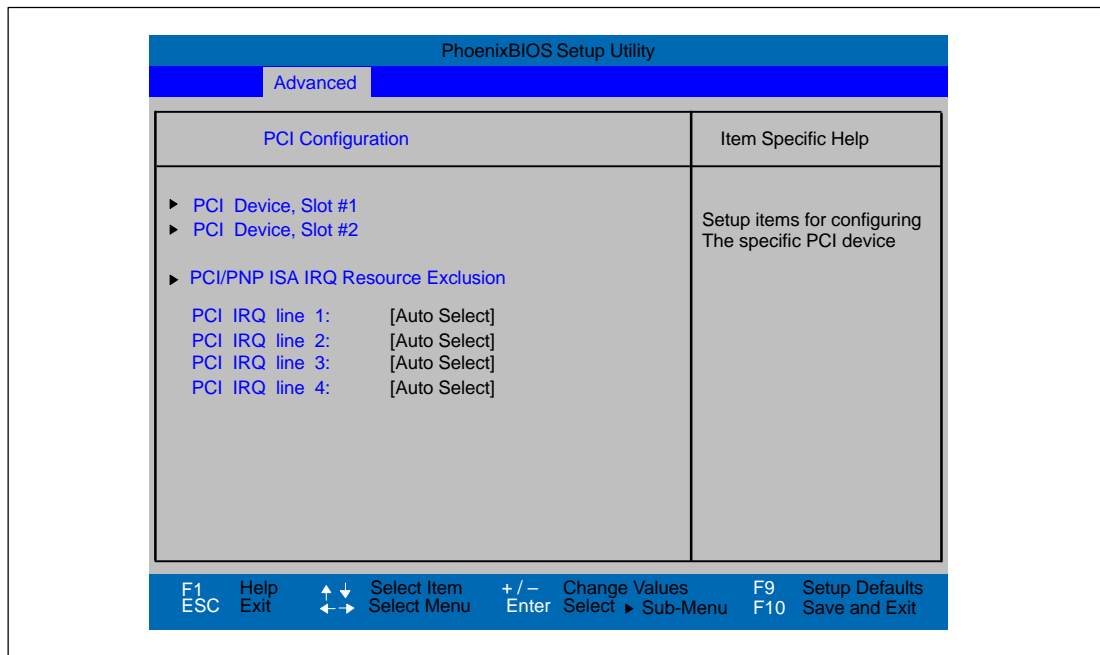 PhoenixBIOS Setup Utility
Advanced
PCI Configuration
Item Specific Help
PCI Device, Slot #1
PCI Device, Slot #2
PCI/PNP ISA IRQ Resource Exclusion
PCI IRQ line 1: [Auto Select]
PCI IRQ line 2: [Auto Select]
PCI IRQ line 3: [Auto Select]
PCI IRQ line 4: [Auto Select]
Setup items for configuring
The specific PCI device
F1 Help Select Item +/– Change Values F9 Setup Defaults
ESC Exit Select Menu Enter Select ▶ Sub-Menu F10 Save and Exit